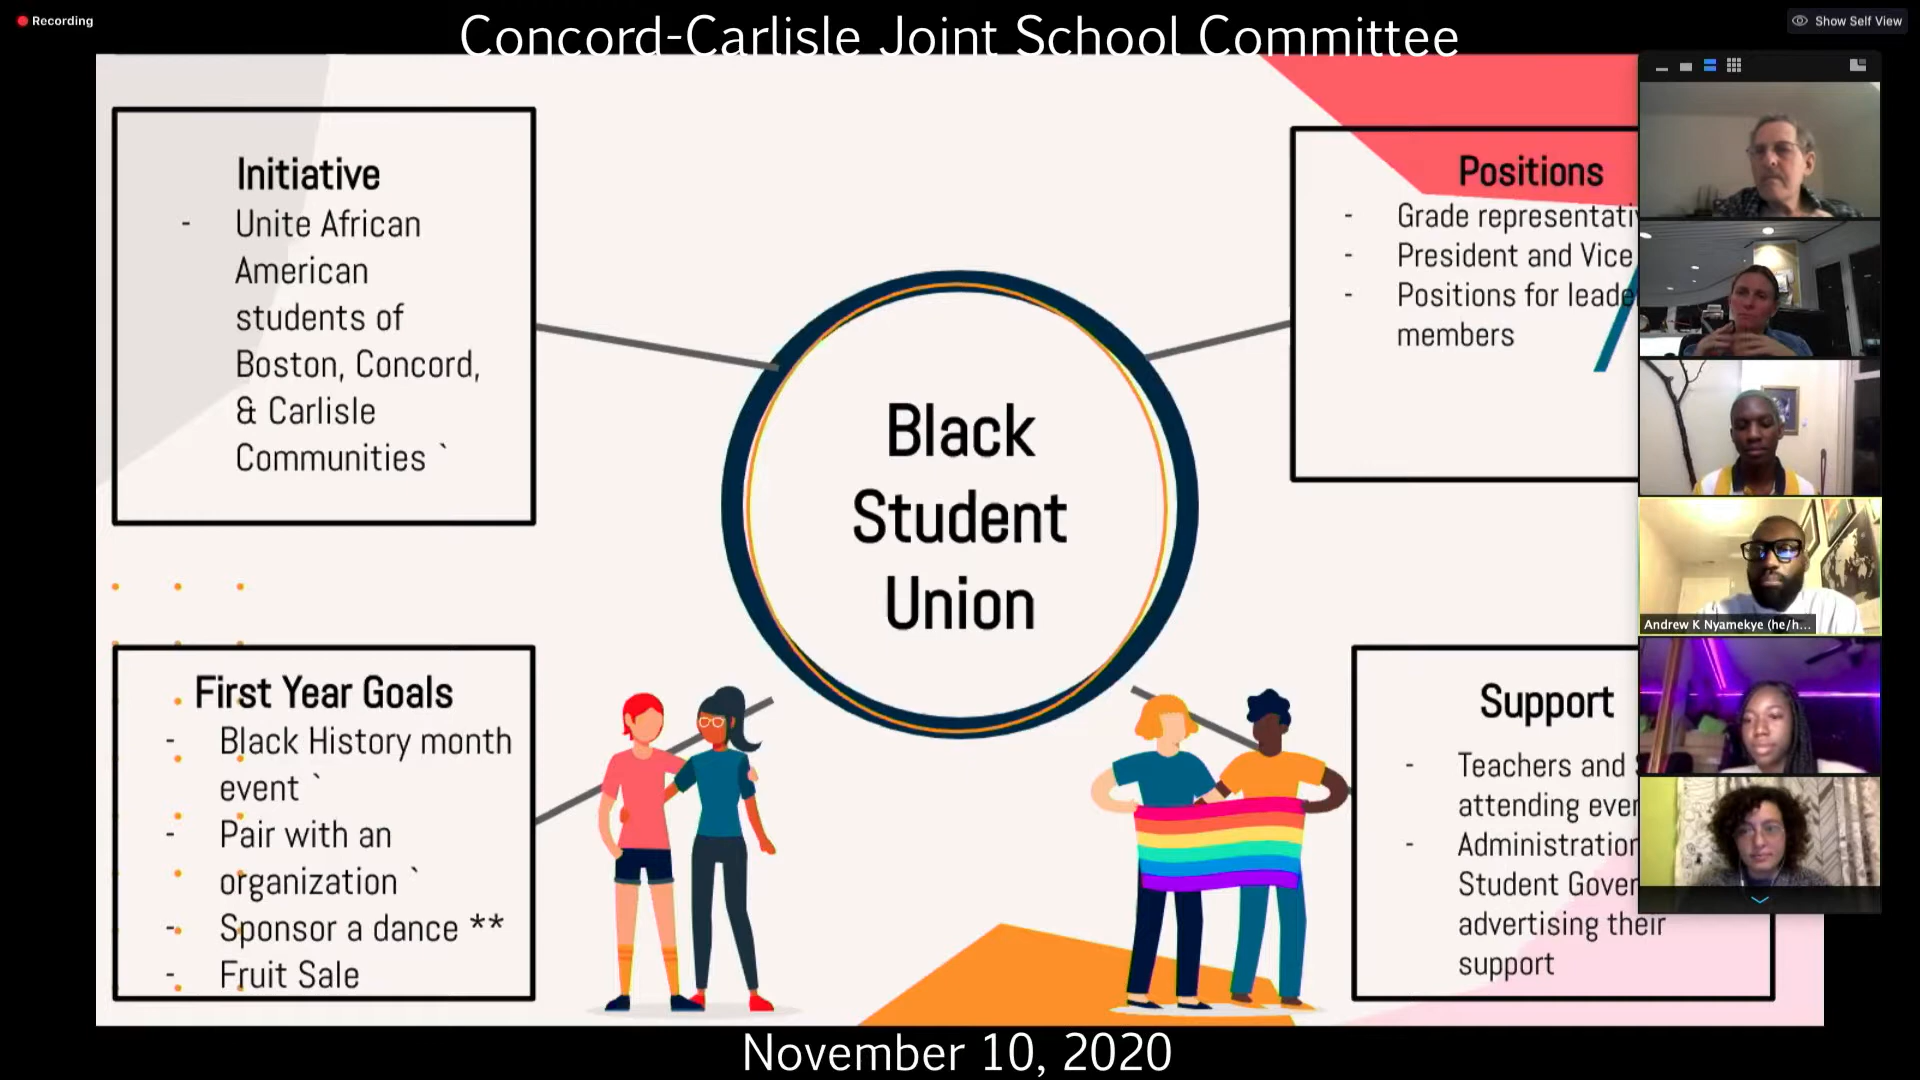 Recording
Concord-Carlisle Joint School Committee
Show Self View
Initiative
- Unite African
American
students of
Boston, Concord,
& Carlisle
Communities `
Positions
- Grade representati
- President and Vice
- Positions for leade
members
Black
Student
Union
First Year Goals
- Black History month
event `
- Pair with an
organization `
- Sponsor a dance **
- Fruit Sale
Support
- Teachers and
attending even
- Administration
Student Gover
advertising their
support
Andrew K Nyamekye (he/h...
November 10, 2020